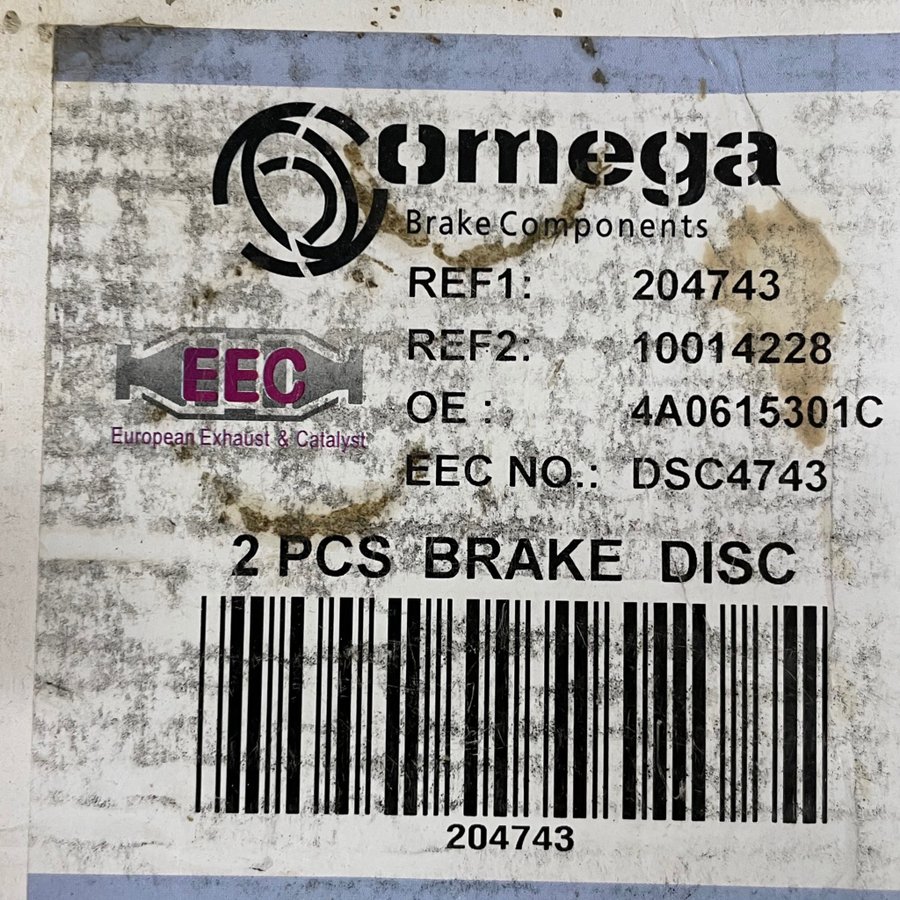 omega
Brake Components
REF1: 204743
REF2: 10014228
EEC
OE : 4A0615301C
European Exhaust & Catalyst
EEC NO.: DSC4743
2 PCS BRAKE DISC
204743